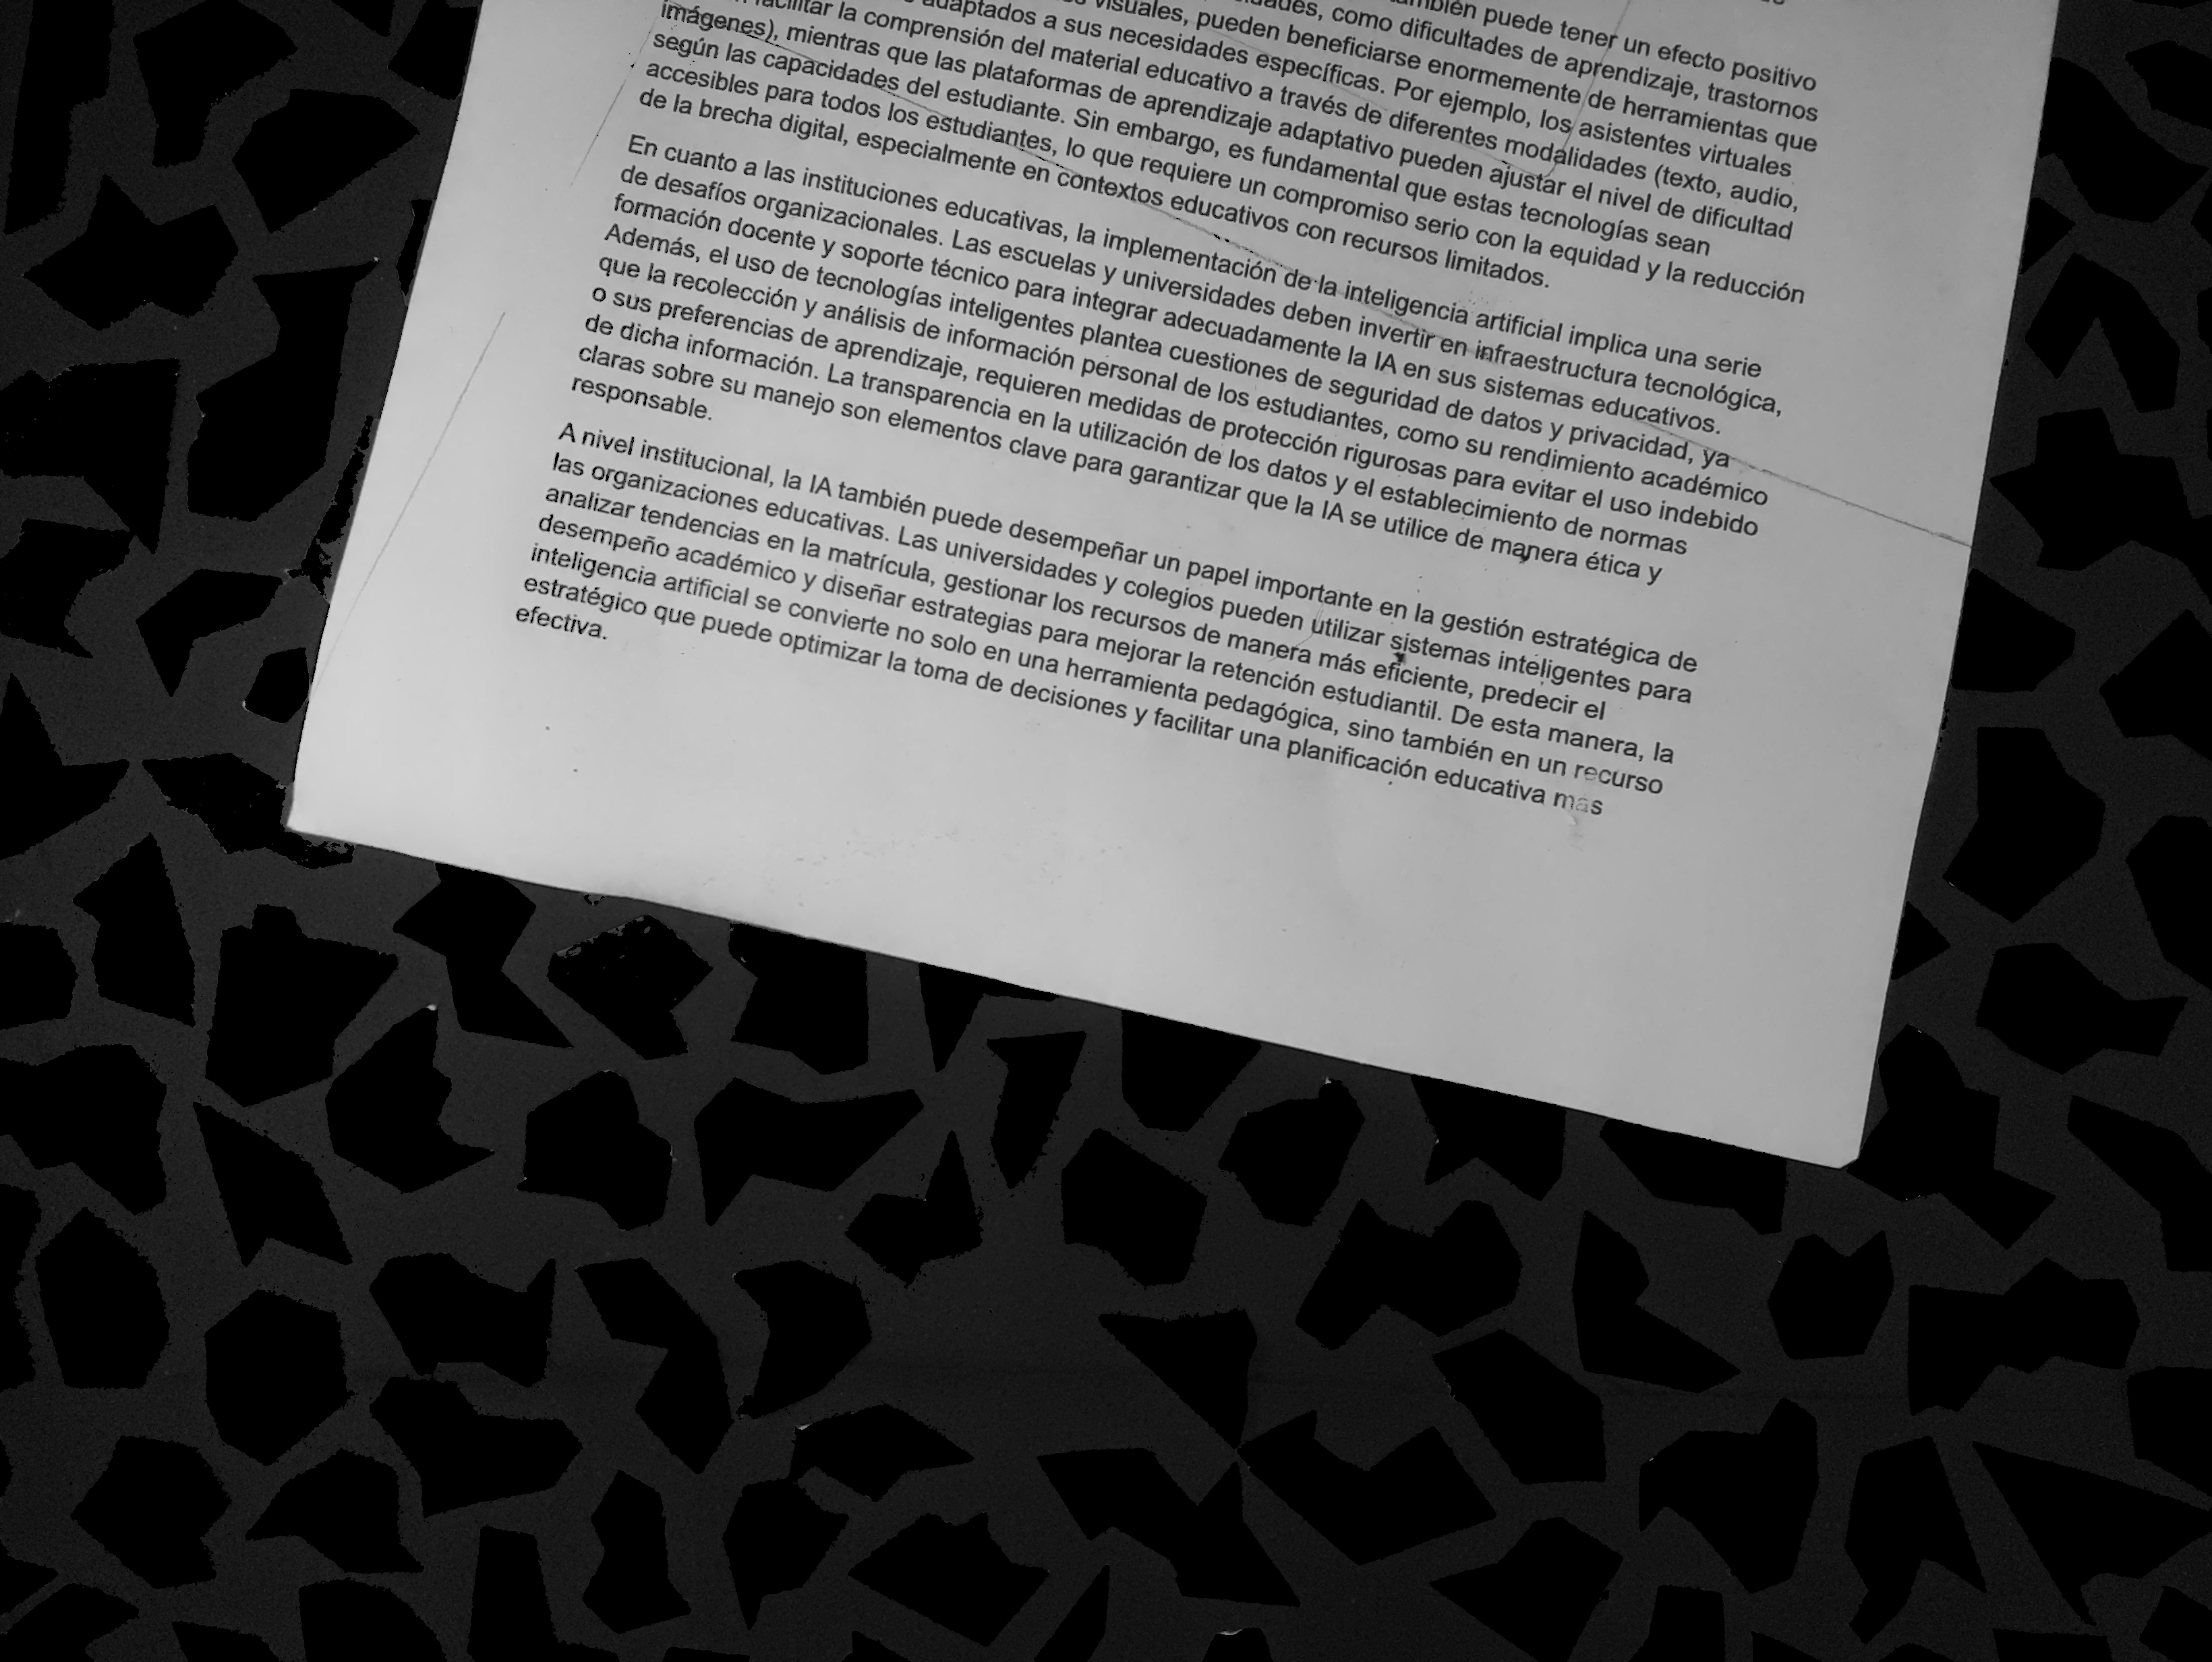 también puede tener un efecto positivo
como dificultades de aprendizaje, trastornos
visuales, pueden beneficiarse enormemente de herramientas que
adaptados a sus necesidades específicas. Por ejemplo, los asistentes virtuales
facilitar la comprensión del material educativo a través de diferentes modalidades (texto, audio,
imágenes), mientras que las plataformas de aprendizaje adaptativo pueden ajustar el nivel de dificultad
según las capacidades del estudiante. Sin embargo, es fundamental que estas tecnologías sean
accesibles para todos los estudiantes, lo que requiere un compromiso serio con la equidad y la reducción
de la brecha digital, especialmente en contextos educativos con recursos limitados.
En cuanto a las instituciones educativas, la implementación de la inteligencia artificial implica una serie
de desafíos organizacionales. Las escuelas y universidades deben invertir en infraestructura tecnológica,
formación docente y soporte técnico para integrar adecuadamente la IA en sus sistemas educativos.
Además, el uso de tecnologías inteligentes plantea cuestiones de seguridad de datos y privacidad, ya
que la recolección y análisis de información personal de los estudiantes, como su rendimiento académico
o sus preferencias de aprendizaje, requieren medidas de protección rigurosas para evitar el uso indebido
de dicha información. La transparencia en la utilización de los datos y el establecimiento de normas
claras sobre su manejo son elementos clave para garantizar que la IA se utilice de manera ética y
responsable.
A nivel institucional, la IA también puede desempeñar un papel importante en la gestión estratégica de
las organizaciones educativas. Las universidades y colegios pueden utilizar sistemas inteligentes para
analizar tendencias en la matrícula, gestionar los recursos de manera más eficiente, predecir el
desempeño académico y diseñar estrategias para mejorar la retención estudiantil. De esta manera, la
inteligencia artificial se convierte no solo en una herramienta pedagógica, sino también en un recurso
estratégico que puede optimizar la toma de decisiones y facilitar una planificación educativa más
efectiva.